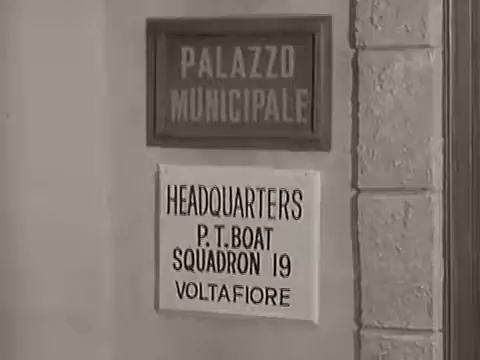 PALAZZO
MUNICIPALE
HEADQUARTERS
P.T. BOAT
SQUADRON 19
VOLTAFIORE